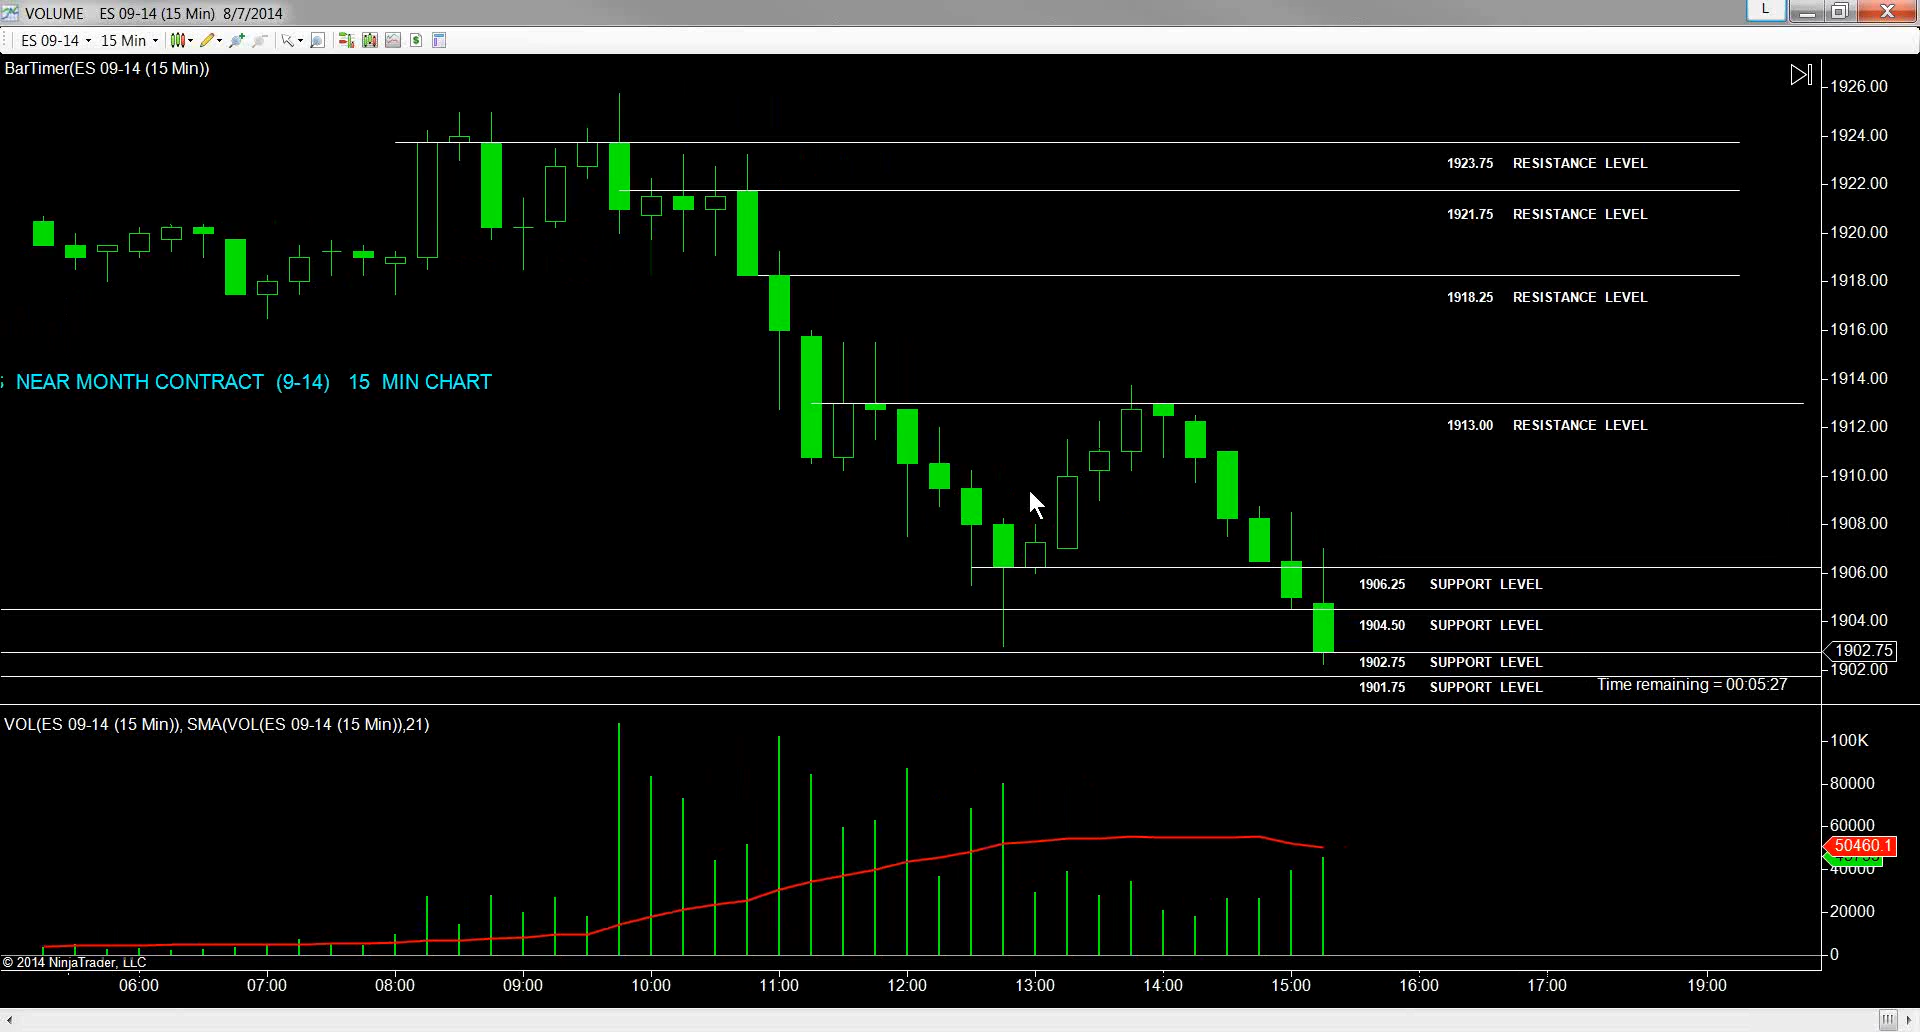 VOLUME ES 09-14 (15 Min) 8/7/2014
L
ES 09-14 15 Min
BarTimer(ES 09-14 (15 Min))
1926.00
1924.00
1923.75 RESISTANCE LEVEL
1922.00
1921.75 RESISTANCE LEVEL
1920.00
1918.00
1918.25 RESISTANCE LEVEL
1916.00
NEAR MONTH CONTRACT (9-14) 15 MIN CHART
1914.00
1913.00 RESISTANCE LEVEL
1912.00
1910.00
1908.00
1906.00
1906.25 SUPPORT LEVEL
1904.00
1904.50 SUPPORT LEVEL
1902.75
1902.75 SUPPORT LEVEL
1902.00
1901.75 SUPPORT LEVEL
Time remaining = 00:05:27
VOL(ES 09-14 (15 Min)), SMA(VOL(ES 09-14 (15 Min)),21)
100K
80000
60000
50460.1
40000
20000
0
© 2014 NinjaTrader, LLC
06:00 07:00 08:00 09:00 10:00 11:00 12:00 13:00 14:00 15:00 16:00 17:00 19:00